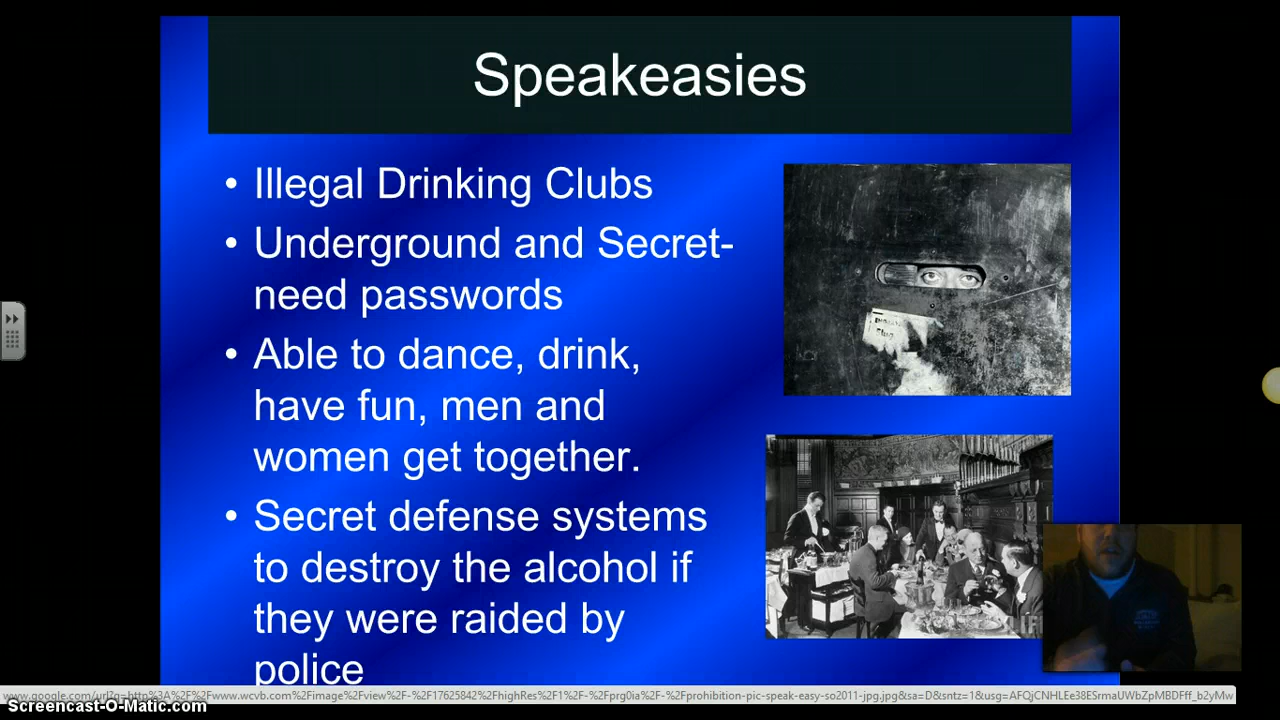 Speakeasies
• Illegal Drinking Clubs
• Underground and Secret-
need passwords
• Able to dance, drink,
have fun, men and
women get together.
• Secret defense systems
to destroy the alcohol if
they were raided by
police
LIFE
www.google.com/url?q=http%3A%2F%2Fwww.wcvb.com%2Fimage%2Fview%2F-%2F17625842%2FhighRes%2F1%2F-%2Fprg0ia%2F-%2Fprohibition-pic-speak-easy-so2011-jpg.jpg&sa=D&sntz=1&usg=AFQjCNHLEe38ESrmaUWbZpMBDFff_b2yMw
Screencast-O-Matic.com